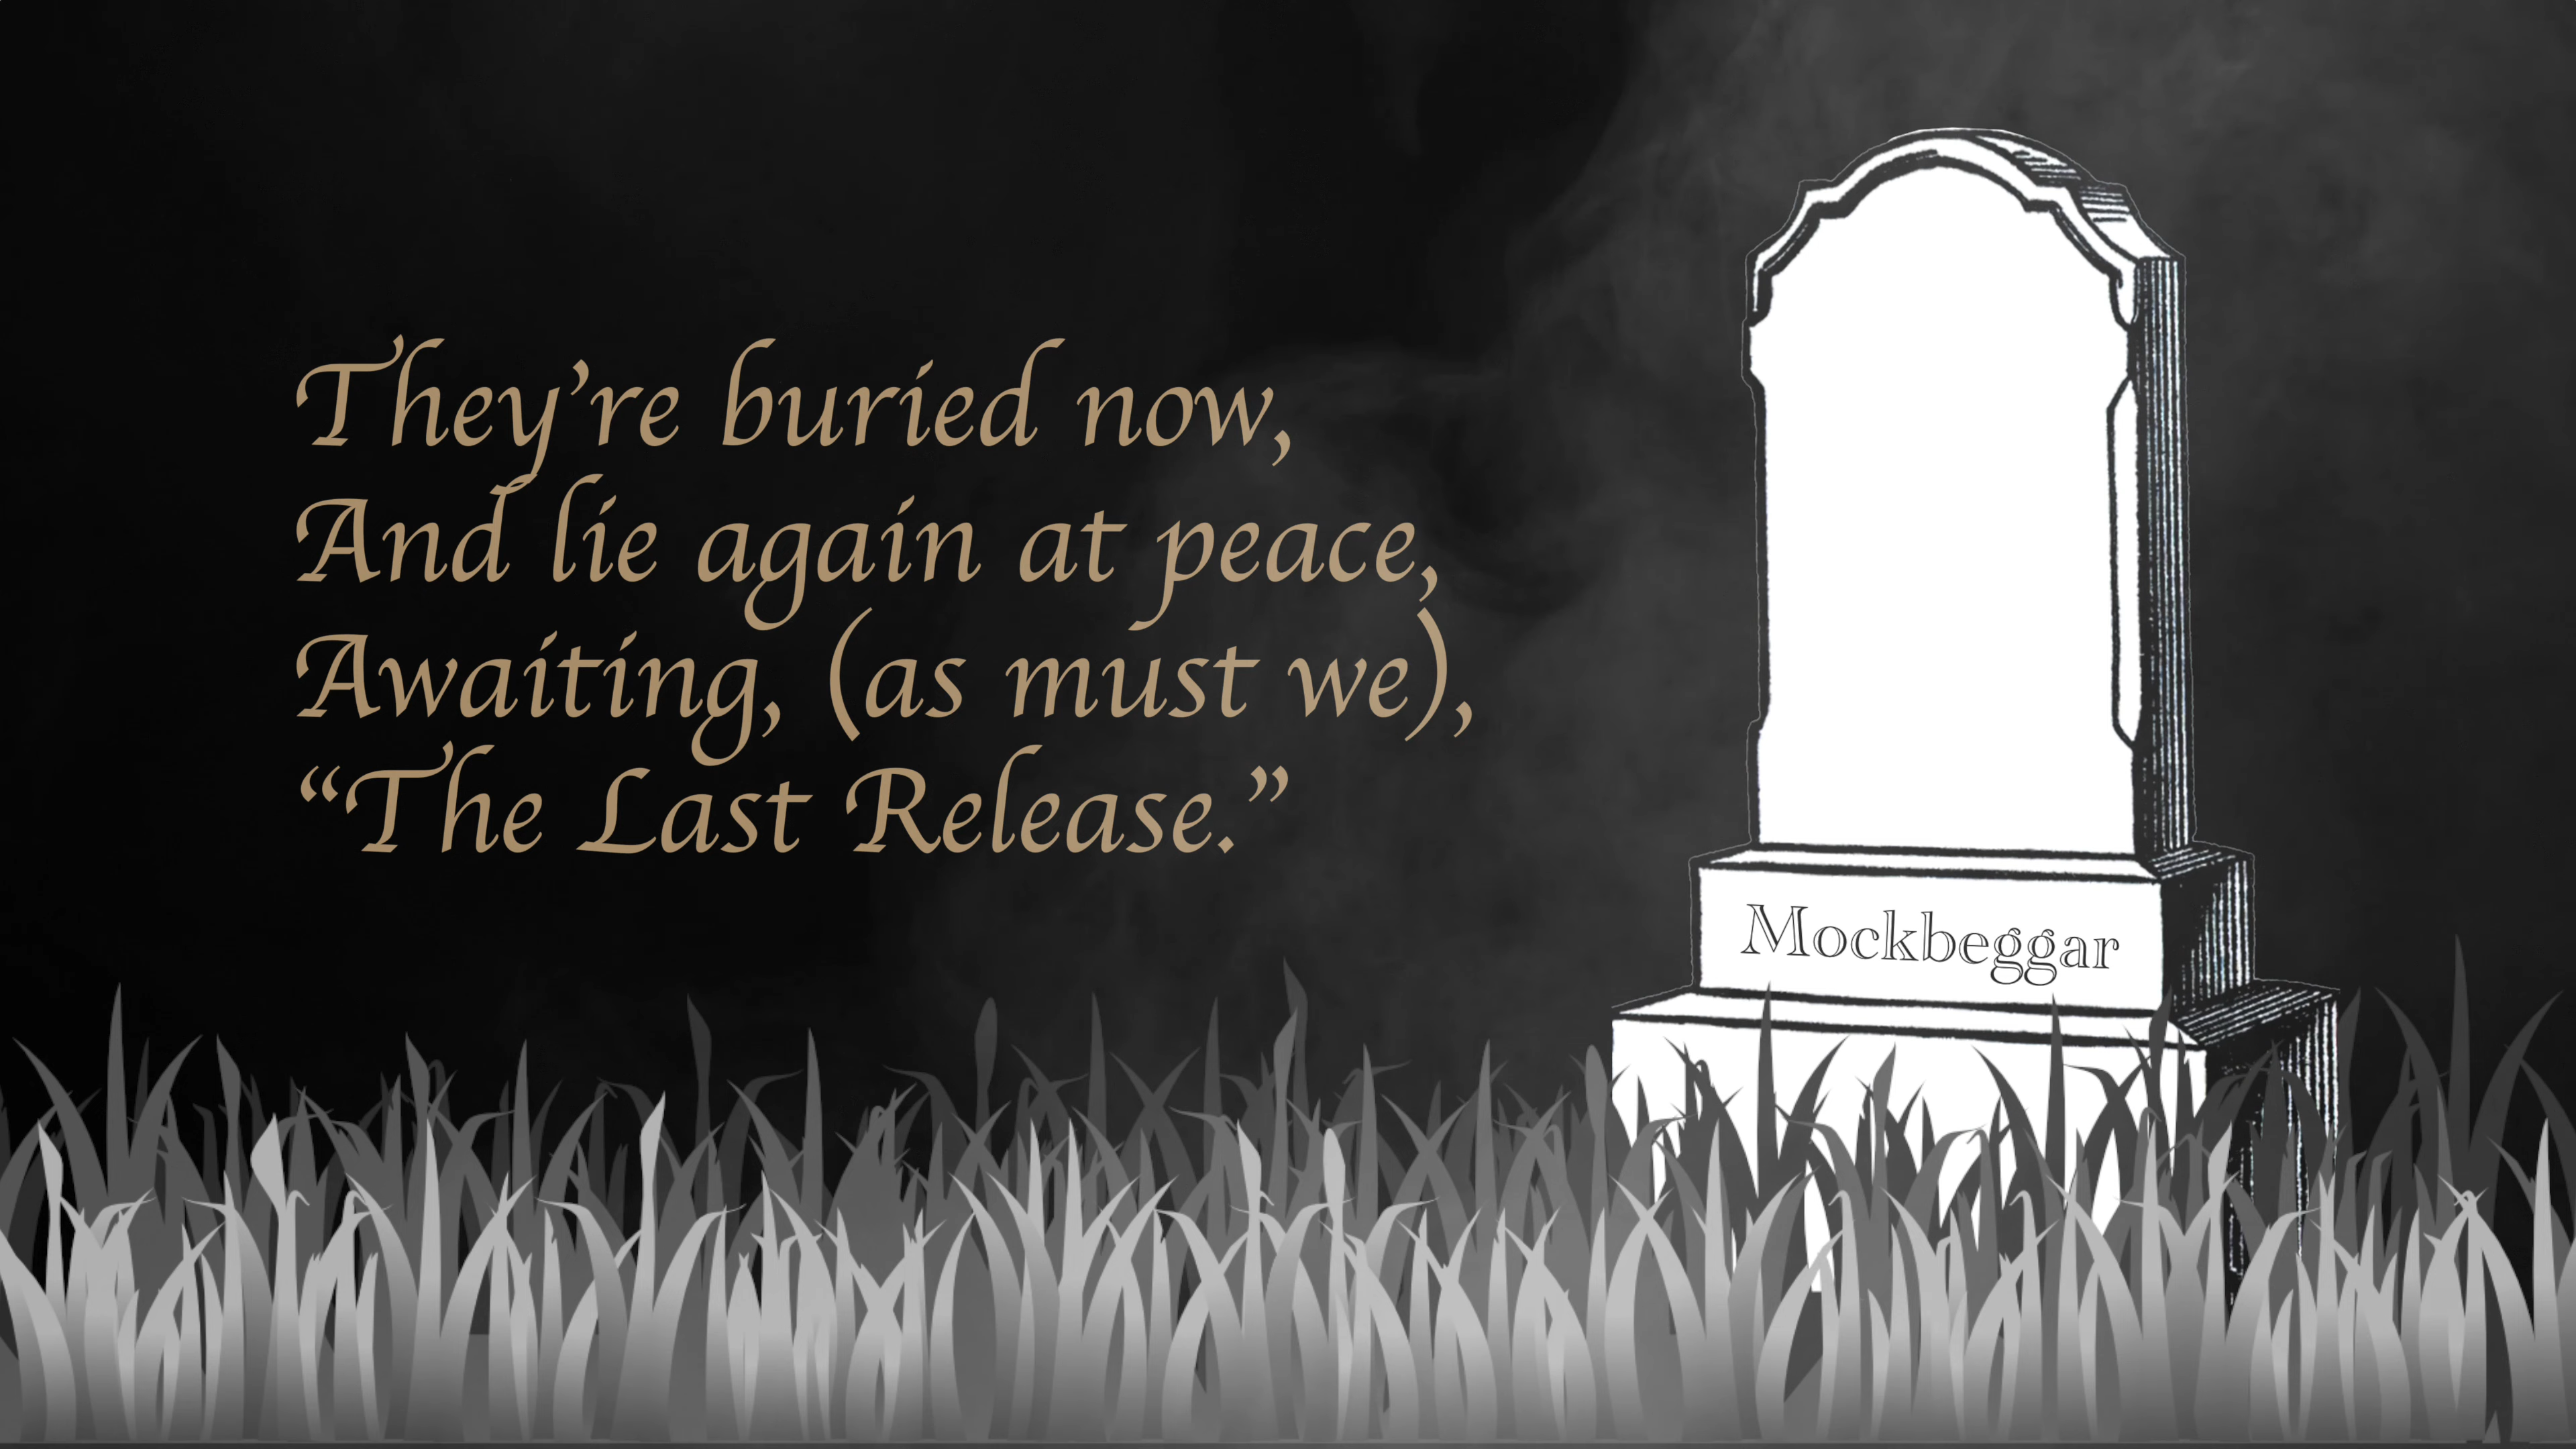 They’re buried now,
And lie again at peace,
Awaiting, (as must we),
“The Last Release.”
Mockbeggar